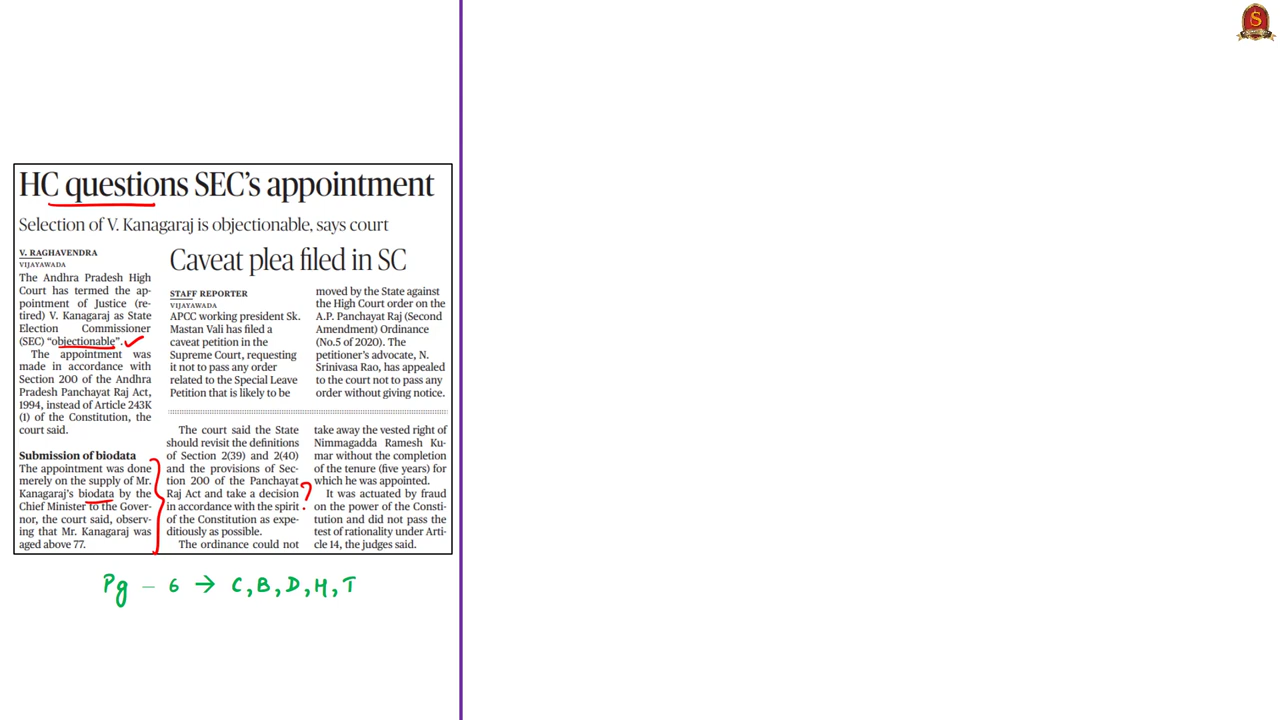 HC questions SEC's appointment
Selection of V. Kanagaraj is objectionable, says court
V. RAGHAVENDRA
VIJAYAWADA
The Andhra Pradesh High
Court has termed the ap-
pointment of Justice (re-
tired) V. Kanagaraj as State
Election Commissioner
(SEC) "objectionable".
The appointment was
made in accordance with
Section 200 of the Andhra
Pradesh Panchayat Raj Act,
1994, instead of Article 243K
(I) of the Constitution, the
court said.
Submission of biodata
The appointment was done
merely on the supply of Mr.
Kanagaraj's biodata by the
Chief Minister to the Gover-
nor, the court said, observ-
ing that Mr. Kanagaraj was
aged above 77.
Caveat plea filed in SC
STAFF REPORTER
VIJAYAWADA
APCC working president Sk.
Mastan Vali has filed a
caveat petition in the
Supreme Court, requesting
it not to pass any order
related to the Special Leave
Petition that is likely to be
moved by the State against
the High Court order on the
A.P. Panchayat Raj (Second
Amendment) Ordinance
(No.5 of 2020). The
petitioner's advocate, N.
Srinivasa Rao, has appealed
to the court not to pass any
order without giving notice.
The court said the State
should revisit the definitions
of Section 2(39) and 2(40)
and the provisions of Sec-
tion 200 of the Panchayat
Raj Act and take a decision
in accordance with the spirit
of the Constitution as expe-
ditiously as possible.
The ordinance could not
take away the vested right of
Nimmagadda Ramesh Ku-
mar without the completion
of the tenure (five years) for
which he was appointed.
It was actuated by fraud
on the power of the Consti-
tution and did not pass the
test of rationality under Arti-
cle 14, the judges said.
?
Pg - 6 → C, B, D, H, T
S